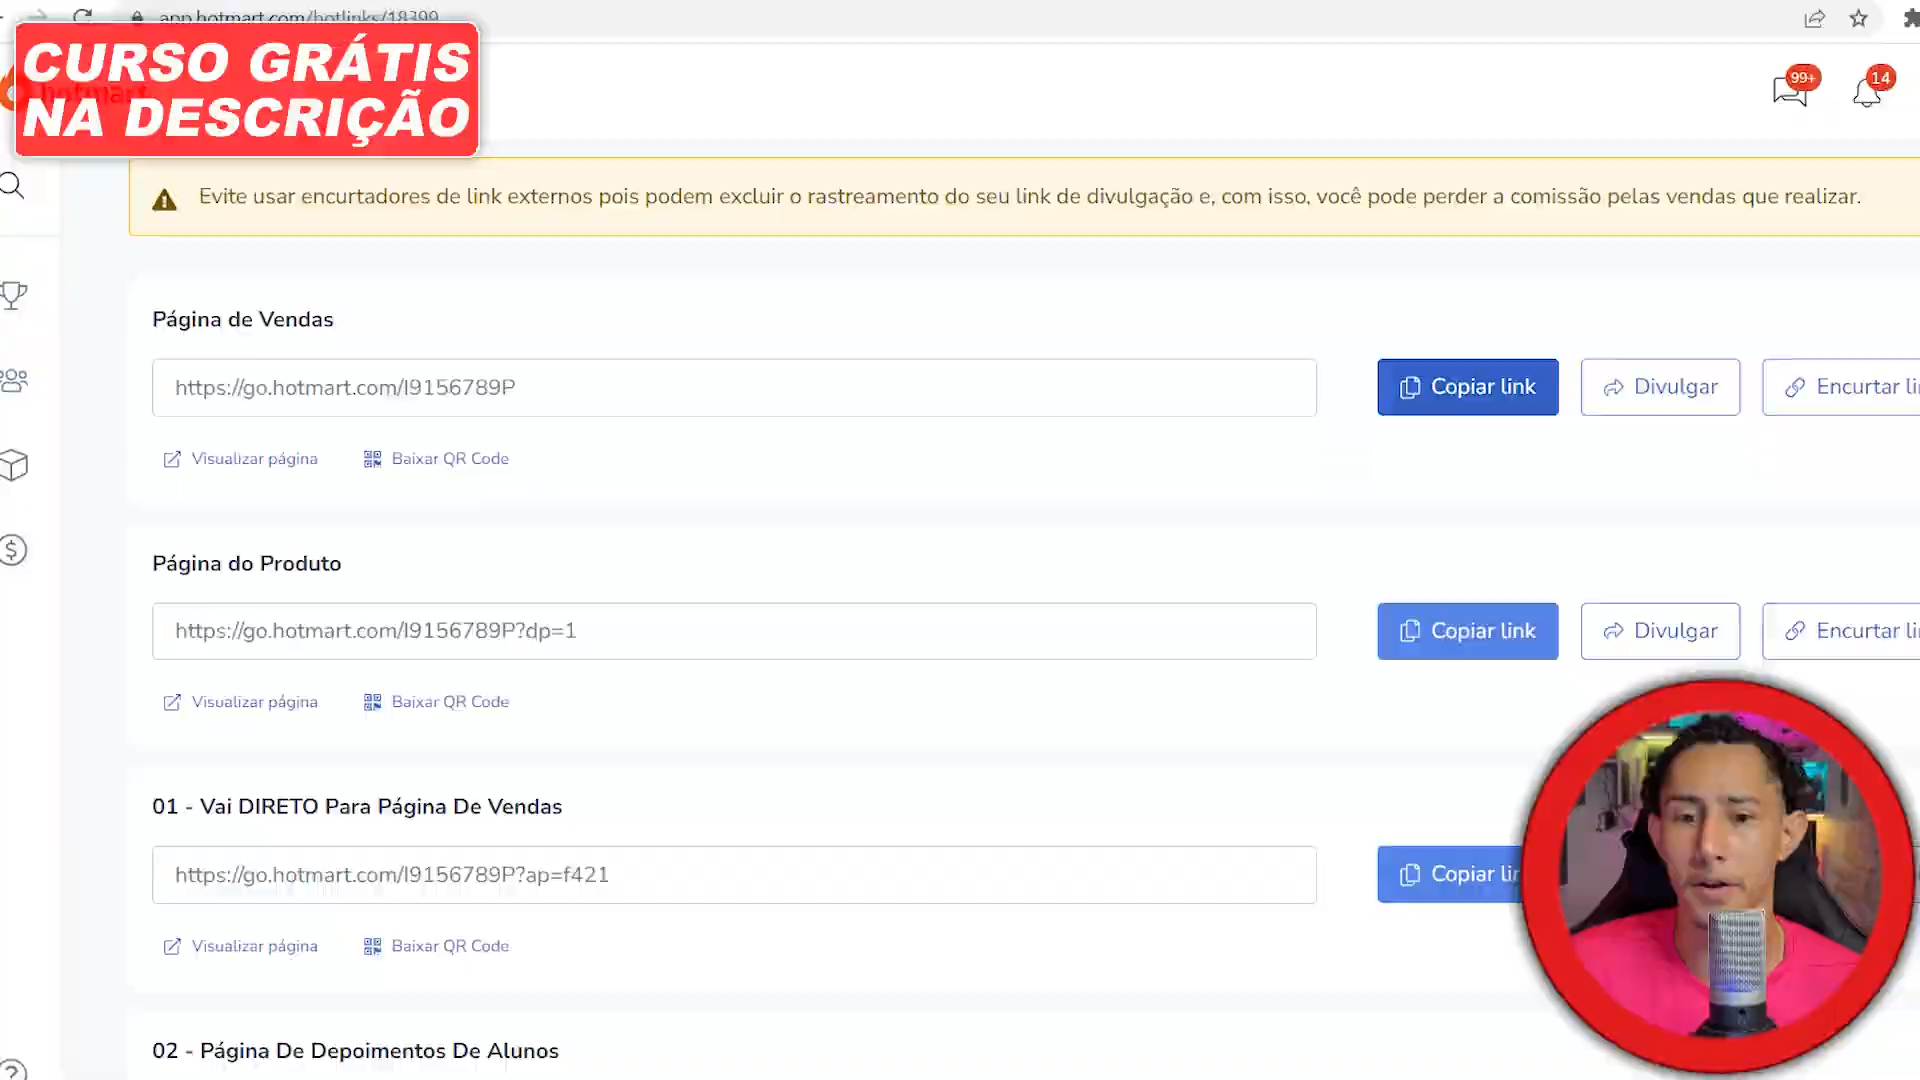 app.hotmart.com/hotlinks/18399
CURSO GRÁTIS
NA DESCRIÇÃO
hotmart
99+
14
Evite usar encurtadores de link externos pois podem excluir o rastreamento do seu link de divulgação e, com isso, você pode perder a comissão pelas vendas que realizar.
Página de Vendas
https://go.hotmart.com/I9156789P
Copiar link
Divulgar
Encurtar li
Visualizar página
Baixar QR Code
Página do Produto
https://go.hotmart.com/I9156789P?dp=1
Copiar link
Divulgar
Encurtar li
Visualizar página
Baixar QR Code
01 - Vai DIRETO Para Página De Vendas
https://go.hotmart.com/I9156789P?ap=f421
Copiar lin
Visualizar página
Baixar QR Code
02 - Página De Depoimentos De Alunos